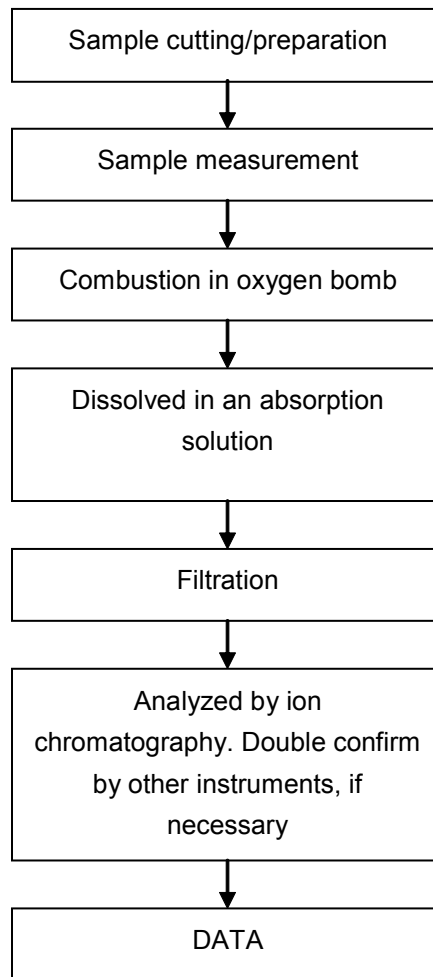 Sample cutting/preparation
Sample measurement
Combustion in oxygen bomb
Dissolved in an absorption
solution
Filtration
Analyzed by ion
chromatography. Double confirm
by other instruments, if
necessary
DATA